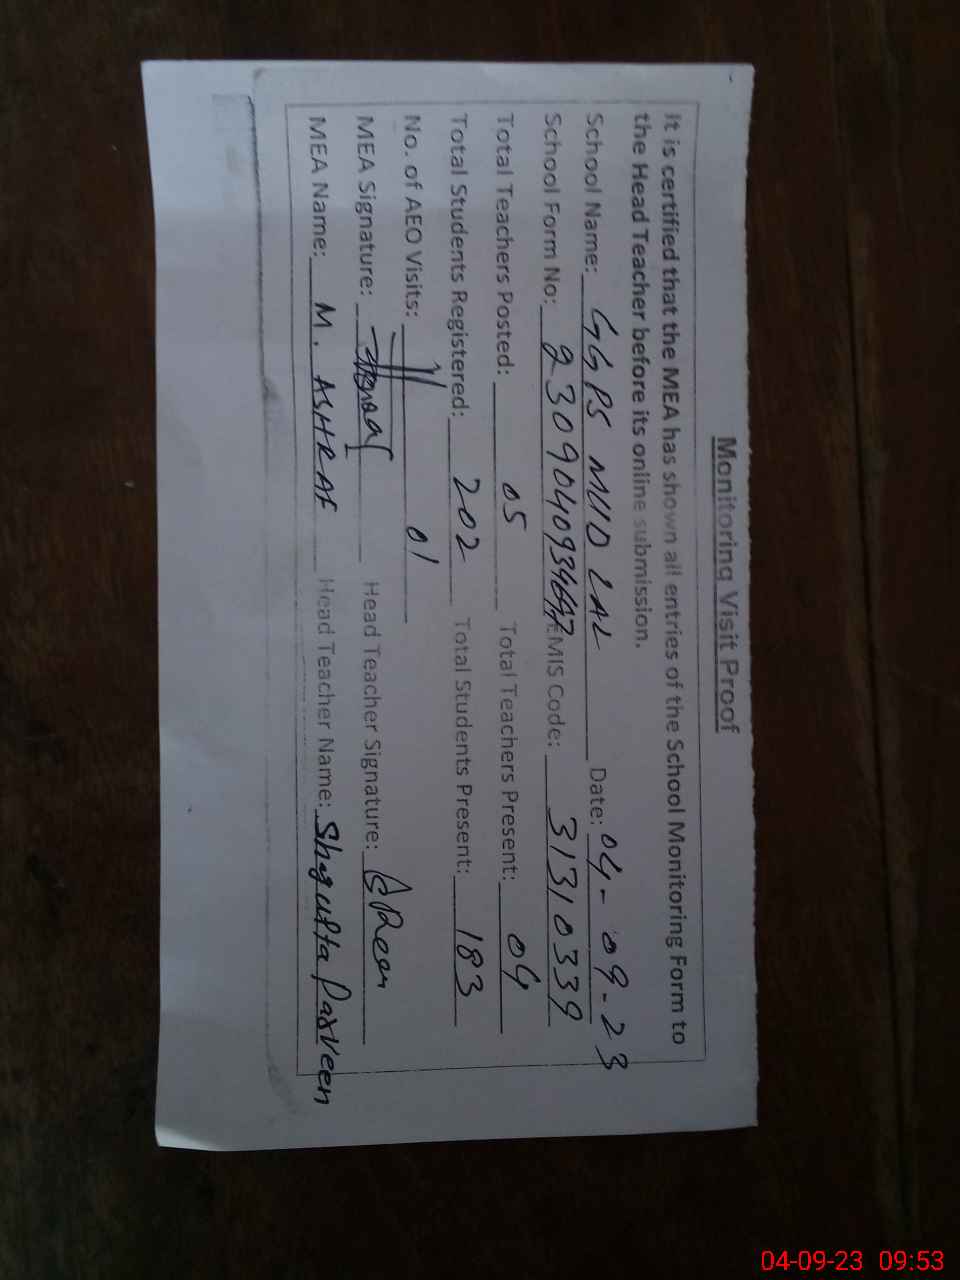 Monitoring Visit Proof
It is certified that the MEA has shown all entries of the School Monitoring Form to
the Head Teacher before its online submission.
School Name: GGPS MUD LAL Date: 04-09-23
School Form No: EMIS Code: 31310339
Total Teachers Posted: 05 Total Teachers Present: 04
Total Students Registered: 202 Total Students Present: 183
No. of AEO Visits: 01
MEA Signature: Head Teacher Signature:
MEA Name: M. ASHRAF Head Teacher Name: Shagufta Parveen
04-09-23 09:53